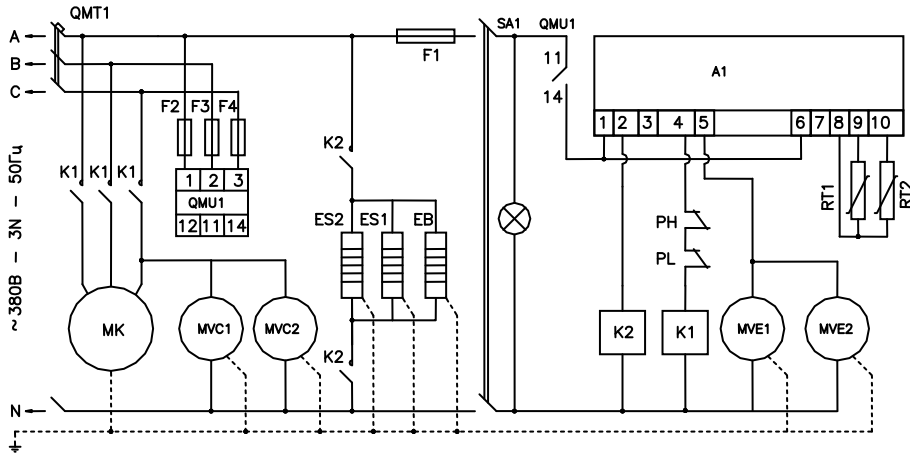 QMT1
SA1
QMU1
A
B
C
F1
11
14
A1
F2
F3
F4
1
2
3
4
5
6
7
8
9
10
K2
K1
K1
K1
1
2
3
QMU1
12
11
14
RT1
RT2
PH
PL
ES2
ES1
EB
~380В - 3N - 50Гц
МК
MVC1
MVC2
K2
K1
MVE1
MVE2
K2
N